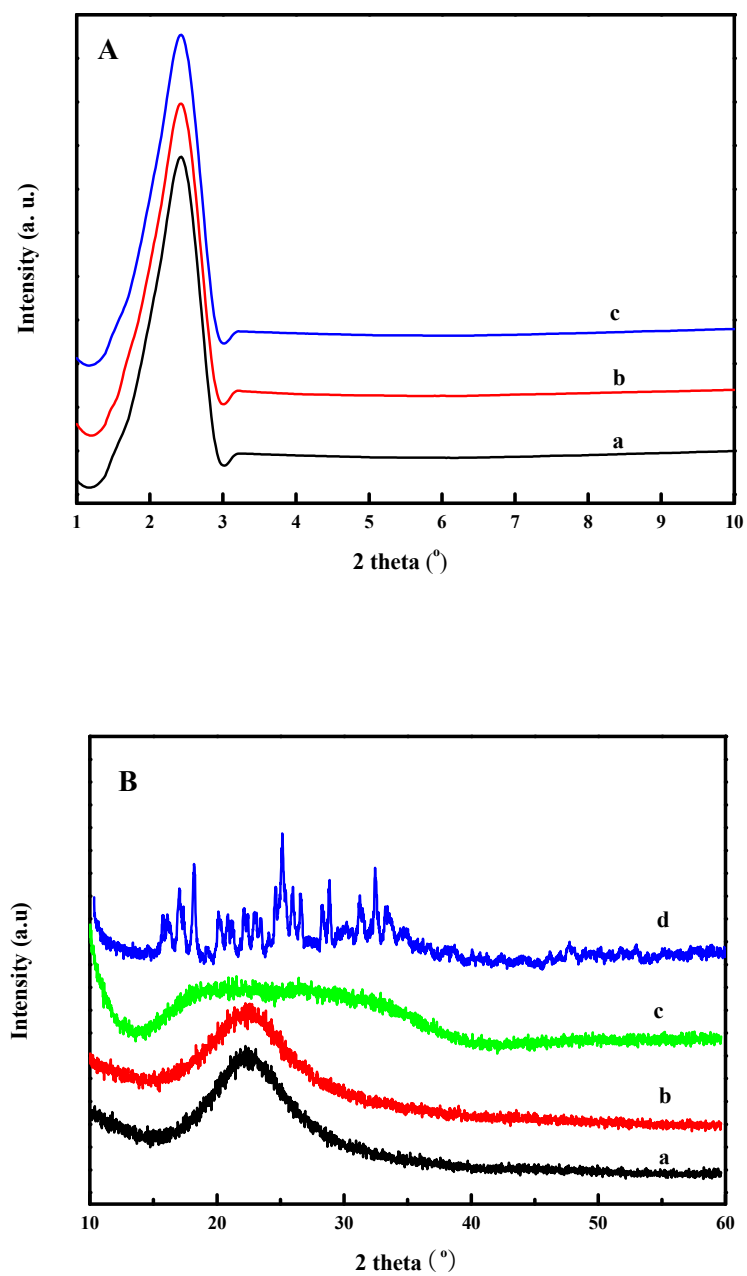 A
Intensity (a. u.)
c
b
a
1 2 3 4 5 6 7 8 9 10
2 theta (º)
B
Intensity (a.u)
d
c
b
a
10 20 30 40 50 60
2 theta（º）